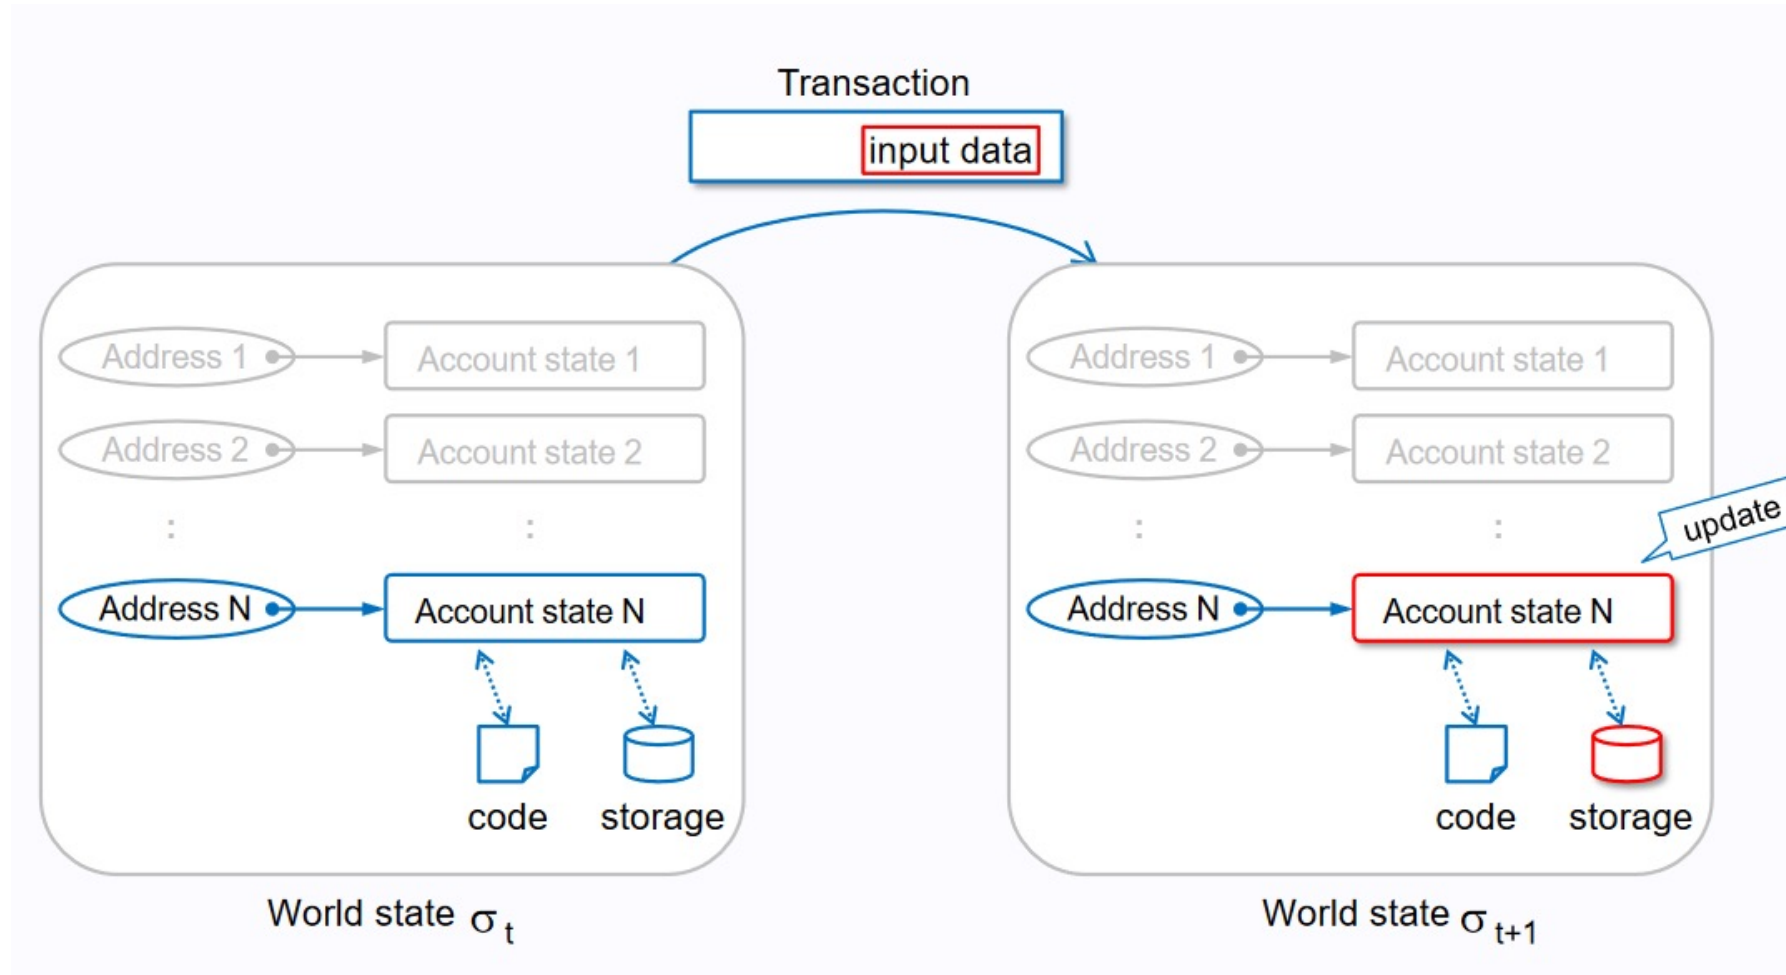 Transaction
input data
Address 1 Account state 1
Address 2 Account state 2
: :
Address N Account state N
code storage
World state σ t
Address 1 Account state 1
Address 2 Account state 2
: :
update
Address N Account state N
code storage
World state σ t+1